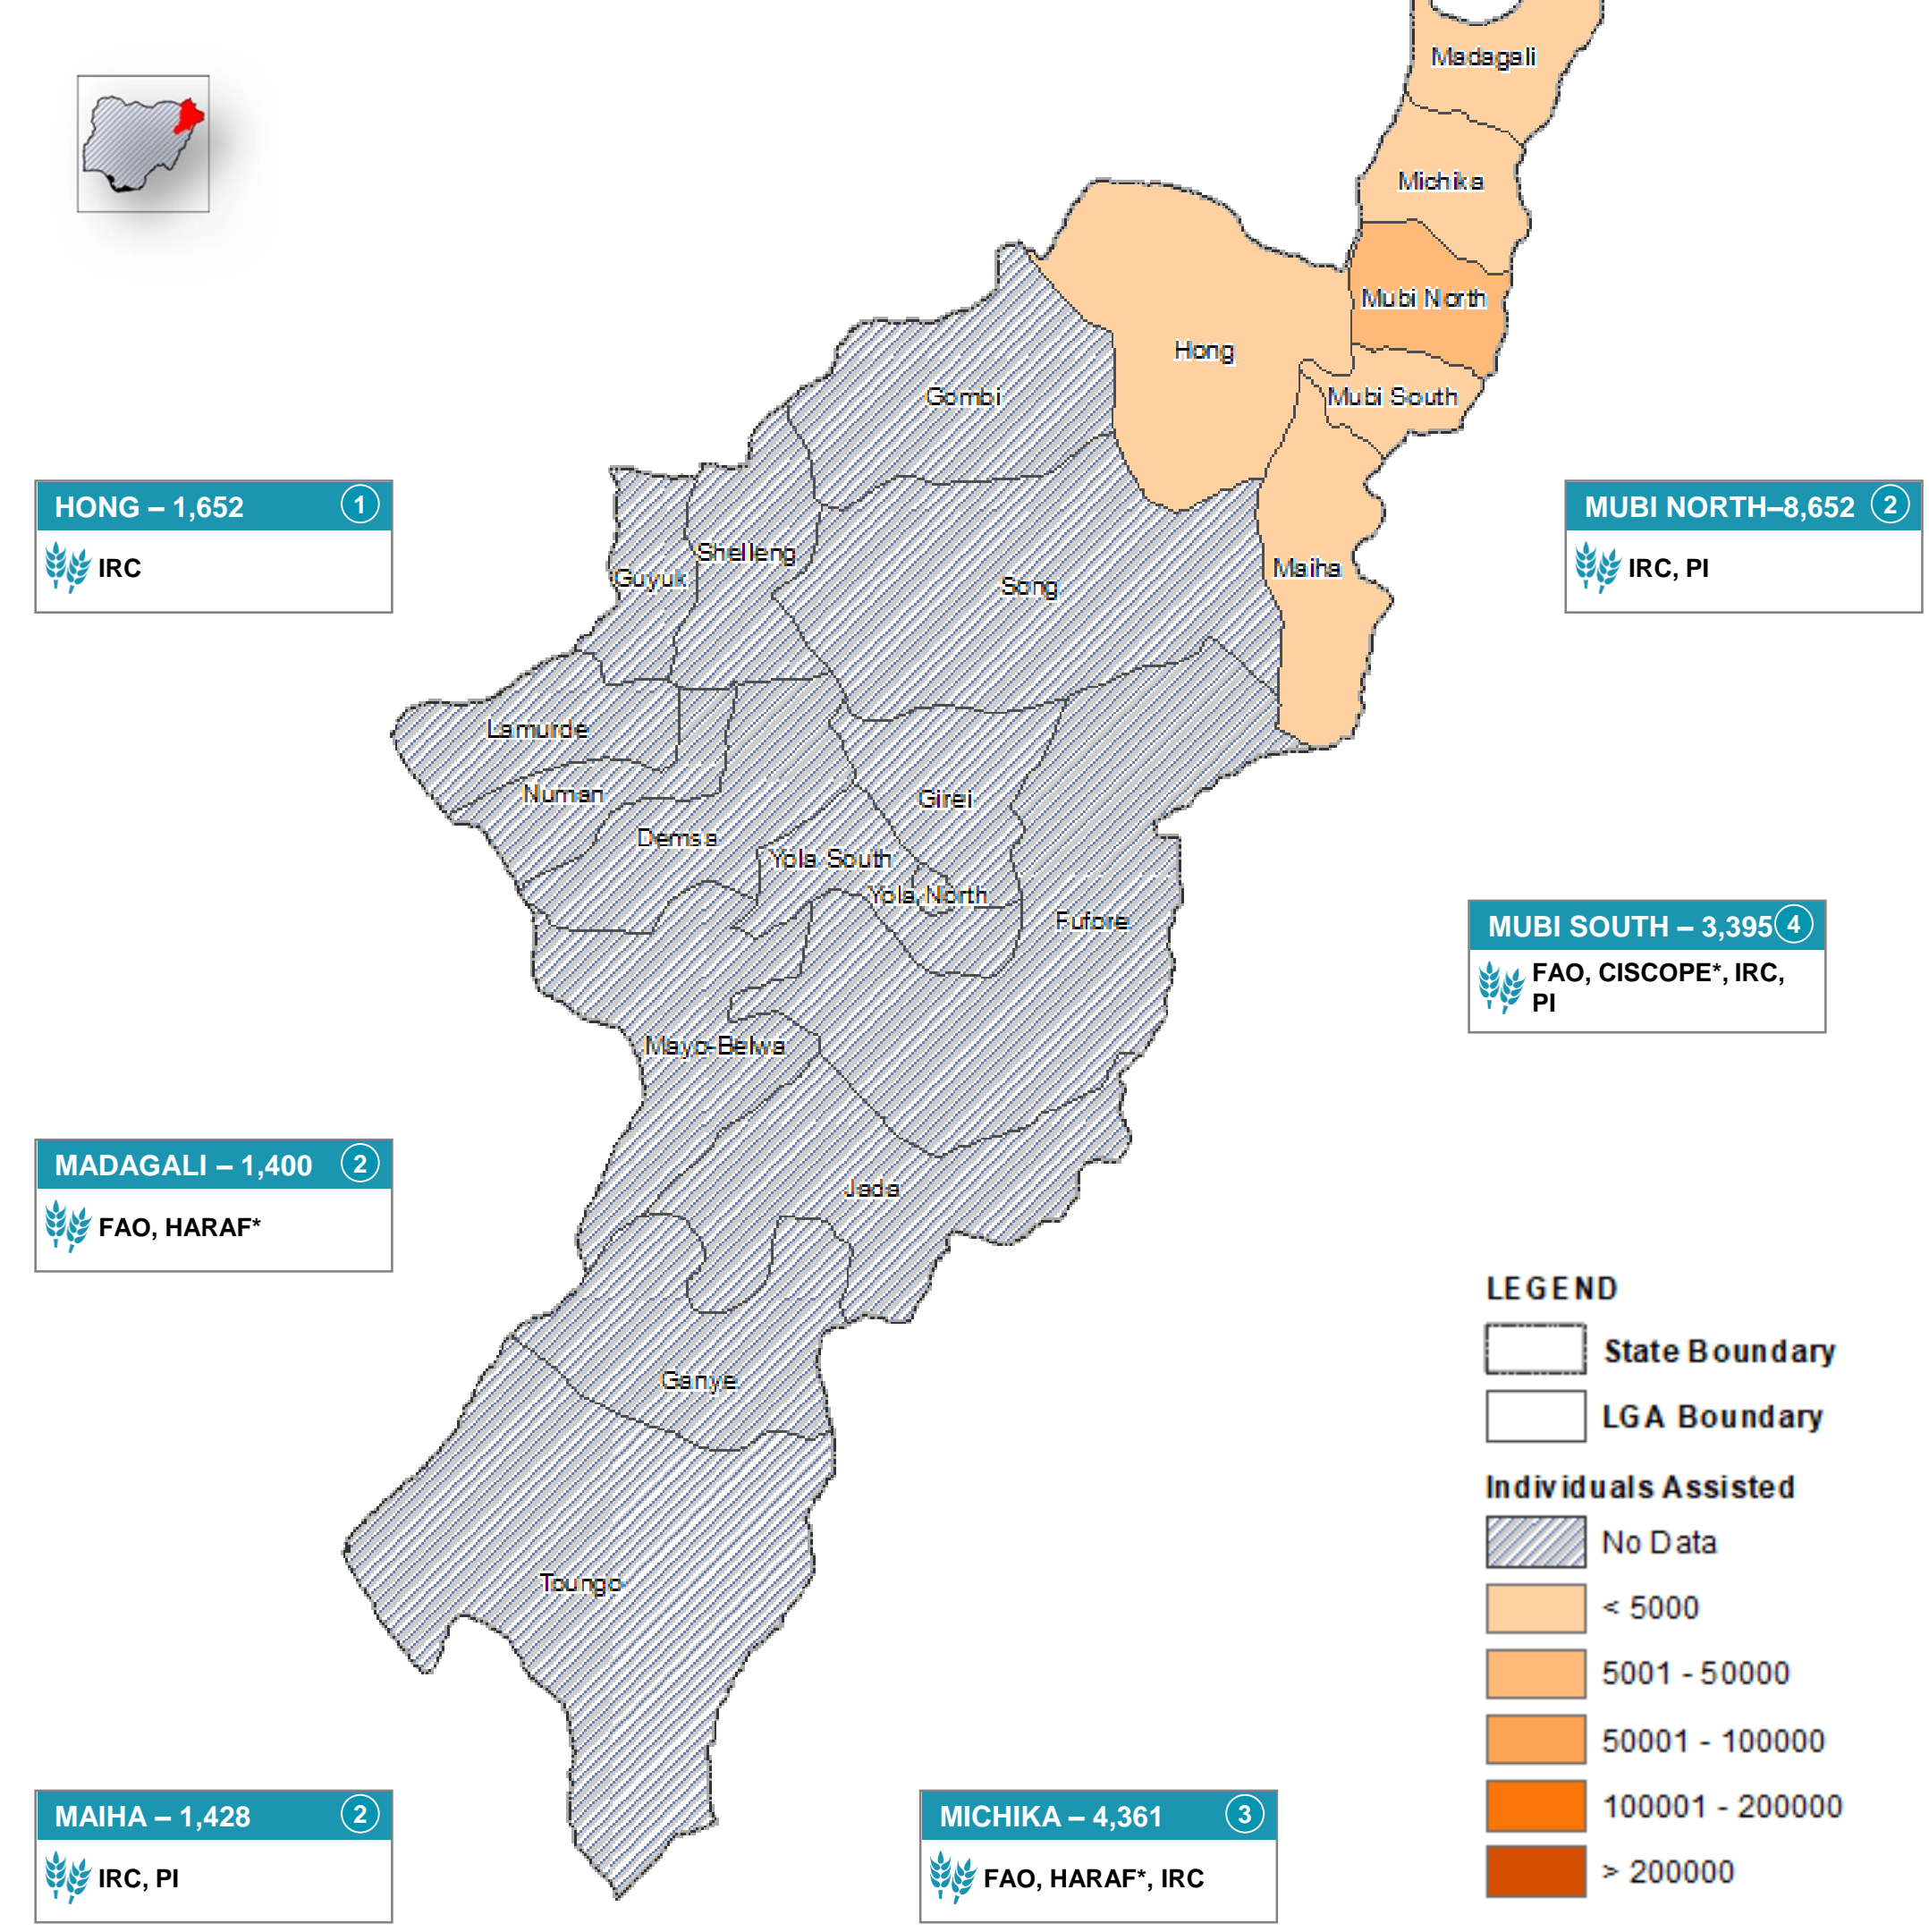 Madagali
Michika
Mubi North
Hong
Mubi South
Gombi
HONG – 1,652 1
IRC
MUBI NORTH–8,652 2
IRC, PI
Shelleng
Guyuk
Song
Maiha
Lamurde
Numan
Girei
Demsa
Yola South
Yola North
Fufore
MUBI SOUTH – 3,395 4
FAO, CISCOPE*, IRC,
PI
Mayo-Belwa
MADAGALI – 1,400 2
FAO, HARAF*
Jada
Ganye
Toungo
LEGEND
State Boundary
LGA Boundary
Individuals Assisted
No Data
< 5000
5001 - 50000
50001 - 100000
100001 - 200000
> 200000
MAIHA – 1,428 2
IRC, PI
MICHIKA – 4,361 3
FAO, HARAF*, IRC